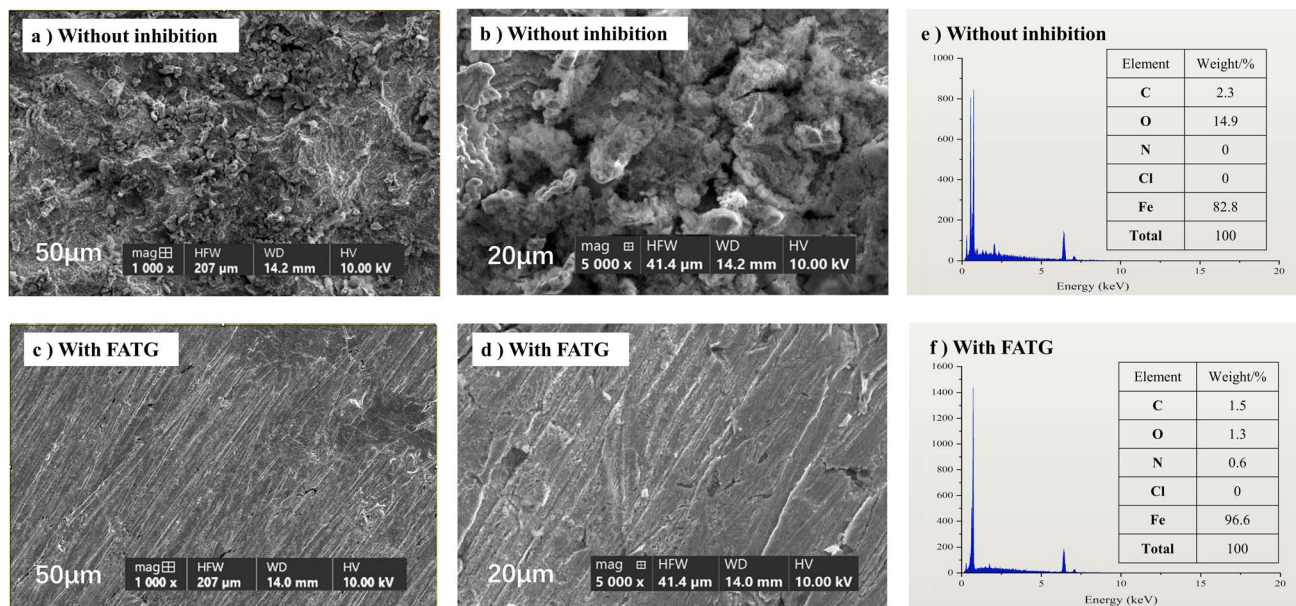 a ) Without inhibition
50μm
mag HFW WD HV
1 000 x 207 μm 14.2 mm 10.00 kV
b ) Without inhibition
20μm
mag HFW WD HV
5 000 x 41.4 μm 14.2 mm 10.00 kV
e ) Without inhibition
1000
800
600
400
200
0
0 5 10 15 20
Energy (keV)
Element Weight/%
C 2.3
O 14.9
N 0
Cl 0
Fe 82.8
Total 100
c ) With FATG
50μm
mag HFW WD HV
1 000 x 207 μm 14.0 mm 10.00 kV
d ) With FATG
20μm
mag HFW WD HV
5 000 x 41.4 μm 14.0 mm 10.00 kV
f ) With FATG
1600
1400
1200
1000
800
600
400
200
0
0 5 10 15 20
Energy (keV)
Element Weight/%
C 1.5
O 1.3
N 0.6
Cl 0
Fe 96.6
Total 100